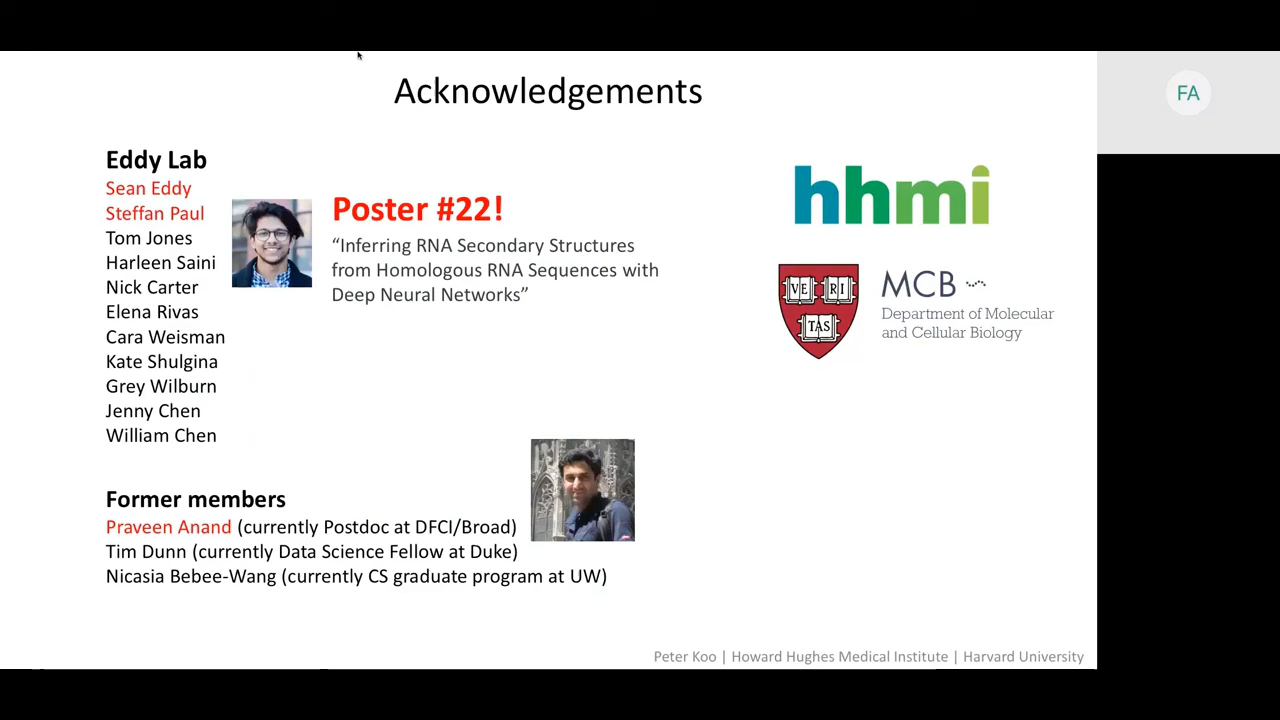 Acknowledgements
FA
Eddy Lab
Sean Eddy
Steffan Paul
Tom Jones
Harleen Saini
Nick Carter
Elena Rivas
Cara Weisman
Kate Shulgina
Grey Wilburn
Jenny Chen
William Chen
Poster #22!
“Inferring RNA Secondary Structures
from Homologous RNA Sequences with
Deep Neural Networks”
hhmi
VE RI
TAS
MCB
Department of Molecular
and Cellular Biology
Former members
Praveen Anand (currently Postdoc at DFCI/Broad)
Tim Dunn (currently Data Science Fellow at Duke)
Nicasia Bebee-Wang (currently CS graduate program at UW)
Peter Koo | Howard Hughes Medical Institute | Harvard University